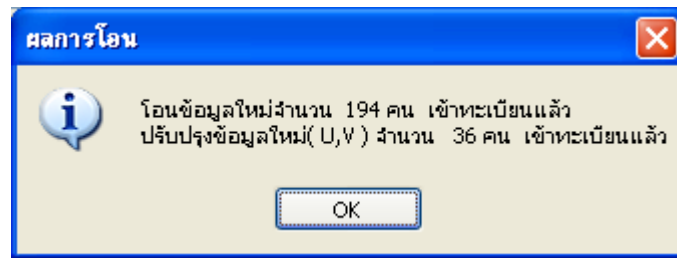 ผลการโอน
โอนข้อมูลใหม่จำนวน 194 คน เข้าทะเบียนแล้ว
ปรับปรุงข้อมูลใหม่( U,V ) จำนวน 36 คน เข้าทะเบียนแล้ว
OK